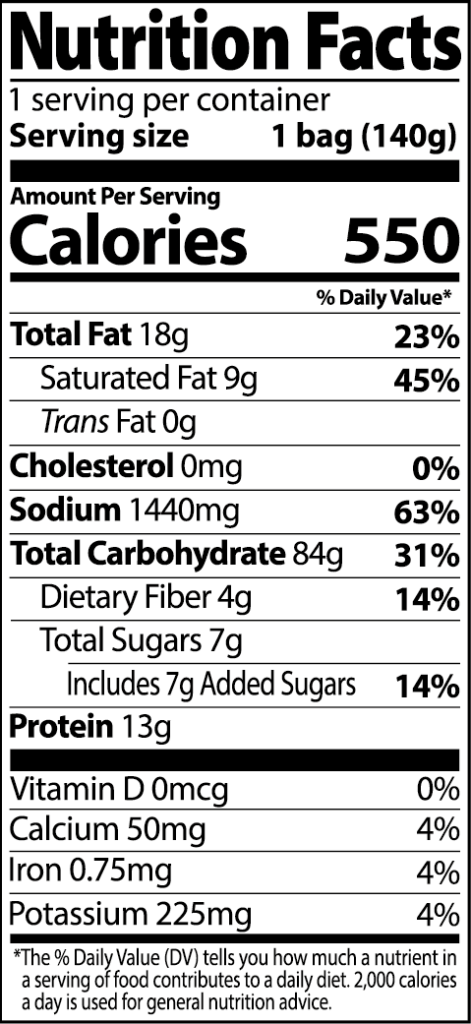 Nutrition Facts
1 serving per container
Serving size 1 bag (140g)
Amount Per Serving
Calories 550
% Daily Value*
Total Fat 18g 23%
Saturated Fat 9g 45%
Trans Fat 0g
Cholesterol 0mg 0%
Sodium 1440mg 63%
Total Carbohydrate 84g 31%
Dietary Fiber 4g 14%
Total Sugars 7g
Includes 7g Added Sugars 14%
Protein 13g
Vitamin D 0mcg 0%
Calcium 50mg 4%
Iron 0.75mg 4%
Potassium 225mg 4%
*The % Daily Value (DV) tells you how much a nutrient in
a serving of food contributes to a daily diet. 2,000 calories
a day is used for general nutrition advice.